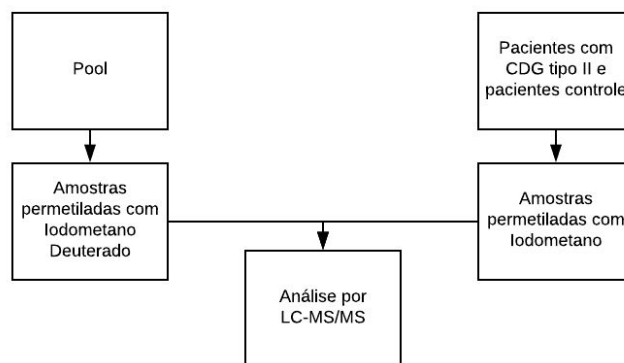 Pool
Pacientes com
CDG tipo II e
pacientes controle
Amostras
permetiladas com
Iodometano
Deuterado
Amostras
permetiladas com
Iodometano
Análise por
LC-MS/MS